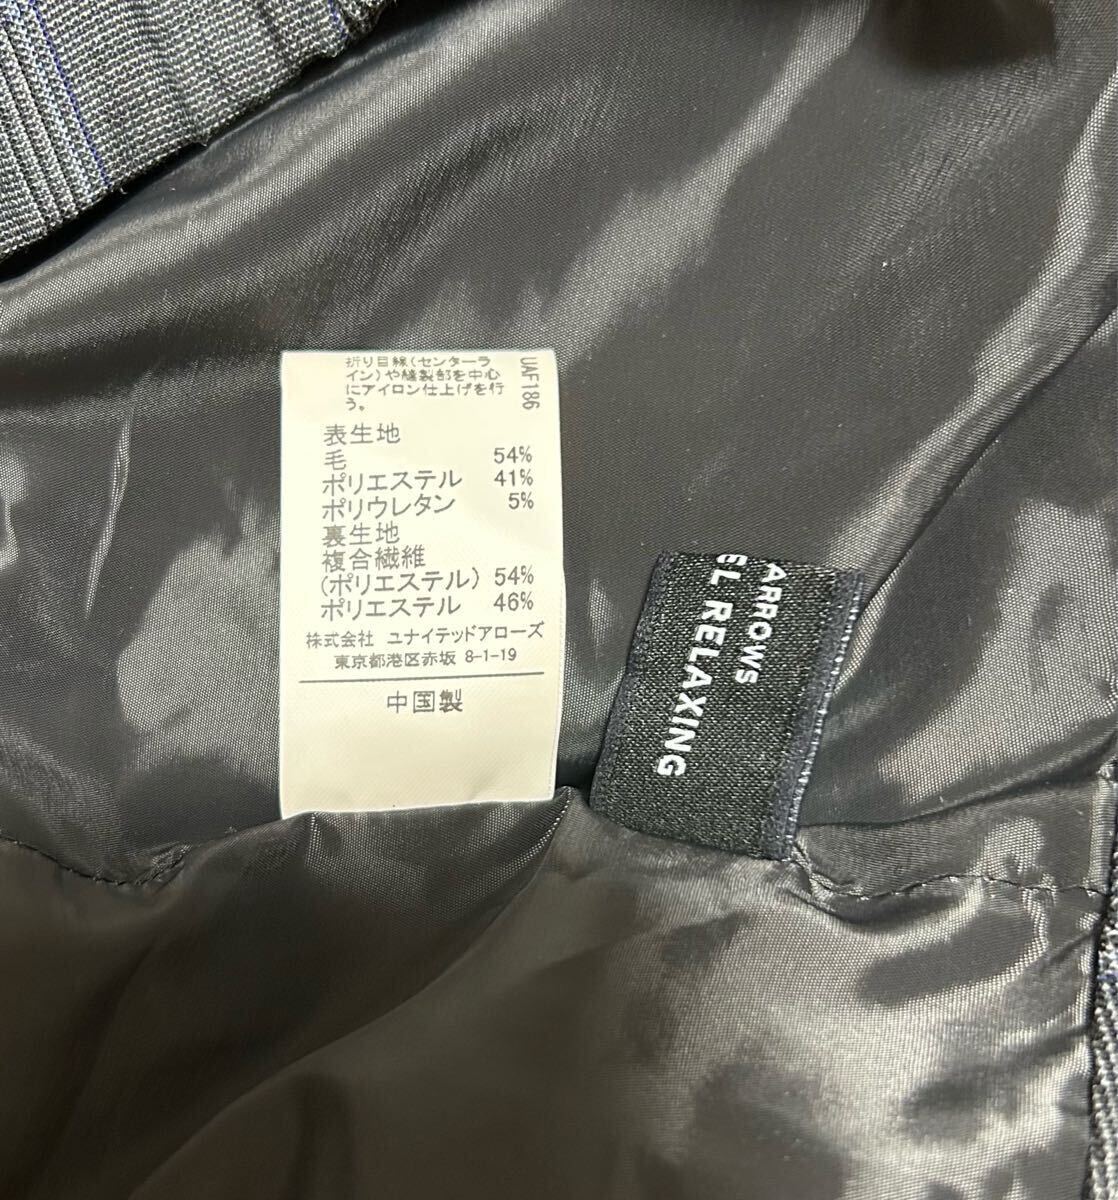 折り目線(センターラ
イン)や縫製部を中心
にアイロン仕上げを行
う。
UAF186
表生地
毛 54%
ポリエステル 41%
ポリウレタン 5%
裏生地
複合繊維
(ポリエステル) 54%
ポリエステル 46%
株式会社 ユナイテッドアローズ
東京都港区赤坂 8-1-19
中国製
ARROWS
EL RELAXING